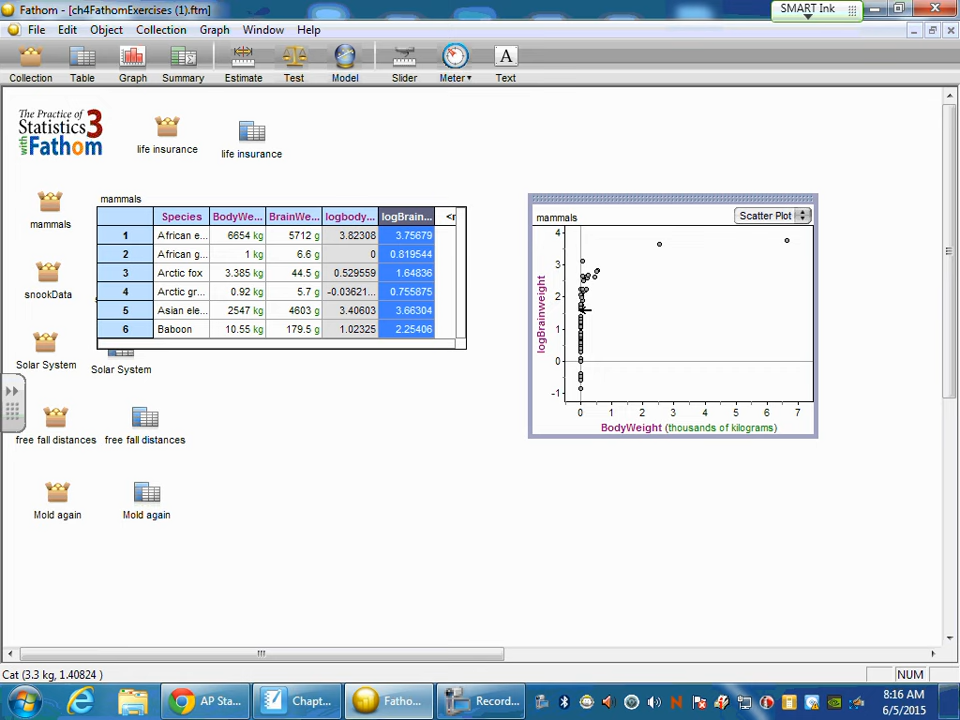 Fathom - [ch4FathomExercises (1).ftm]
SMART Ink
File Edit Object Collection Graph Window Help
Collection Table Graph Summary Estimate Test Model Slider Meter Text
The Practice of
Statistics 3
with Fathom
life insurance
life insurance
mammals
snookData
Solar System
Solar System
free fall distances
free fall distances
Mold again
Mold again
mammals
Species BodyWe... BrainWe... logbody... logBrain...
1 African e... 6654 kg 5712 g 3.82308 3.75679
2 African g... 1 kg 6.6 g 0 0.819544
3 Arctic fox 3.385 kg 44.5 g 0.529559 1.64836
4 Arctic gr... 0.92 kg 5.7 g -0.03621... 0.755875
5 Asian ele... 2547 kg 4603 g 3.40603 3.66304
6 Baboon 10.55 kg 179.5 g 1.02325 2.25406
mammals
Scatter Plot
logBrainweight
4
3
2
1
0
-1
0 1 2 3 4 5 6 7
BodyWeight (thousands of kilograms)
Cat (3.3 kg, 1.40824 )
NUM
AP Sta...
Chapt...
Fatho...
Record...
8:16 AM
6/5/2015